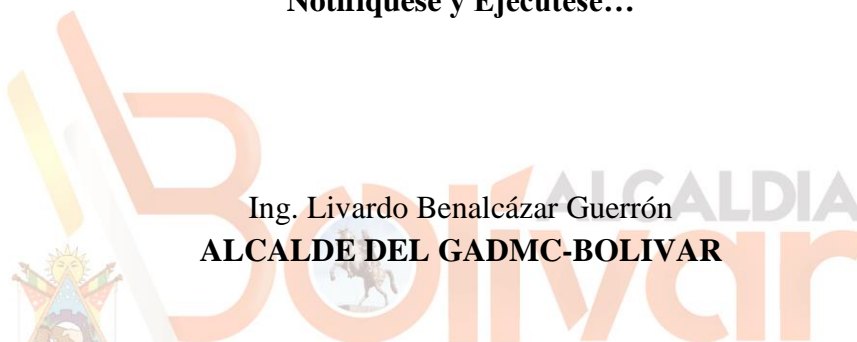 Notifíquese y Ejecútese…
ALCALDIA
Bolívar
Ing. Livardo Benalcázar Guerrón
ALCALDE DEL GADMC-BOLIVAR